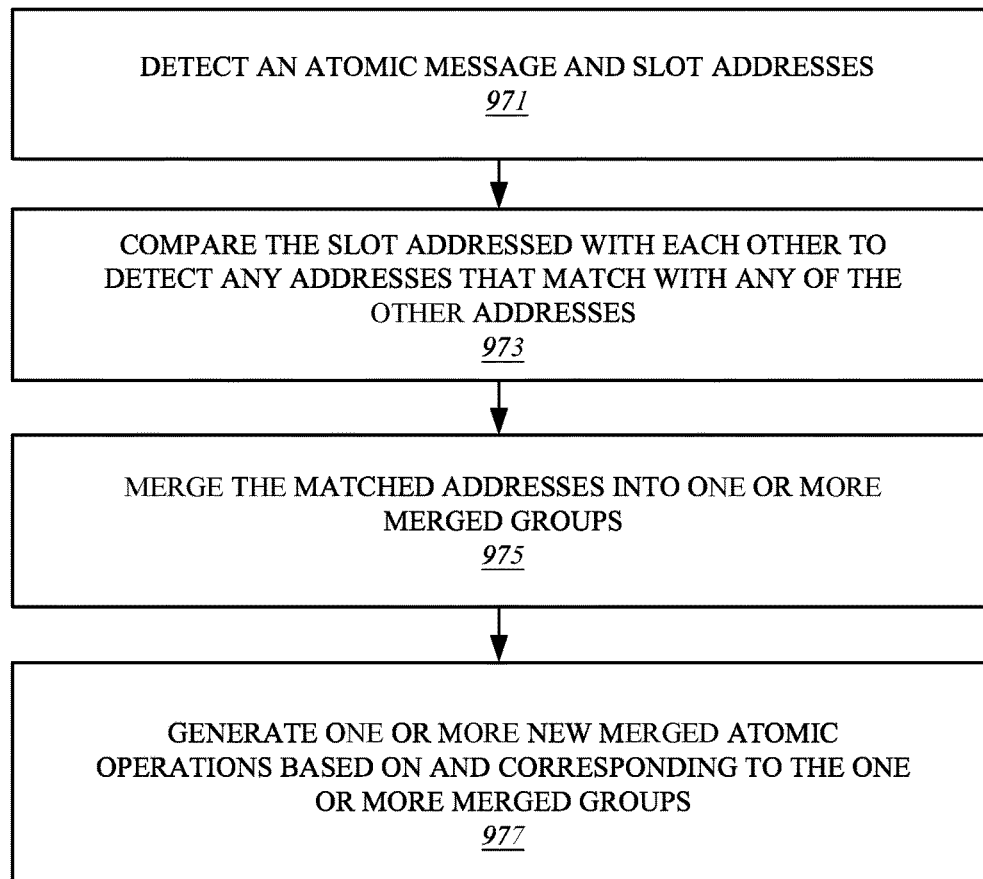 DETECT AN ATOMIC MESSAGE AND SLOT ADDRESSES
971
COMPARE THE SLOT ADDRESSED WITH EACH OTHER TO
DETECT ANY ADDRESSES THAT MATCH WITH ANY OF THE
OTHER ADDRESSES
973
MERGE THE MATCHED ADDRESSES INTO ONE OR MORE
MERGED GROUPS
975
GENERATE ONE OR MORE NEW MERGED ATOMIC
OPERATIONS BASED ON AND CORRESPONDING TO THE ONE
OR MORE MERGED GROUPS
977